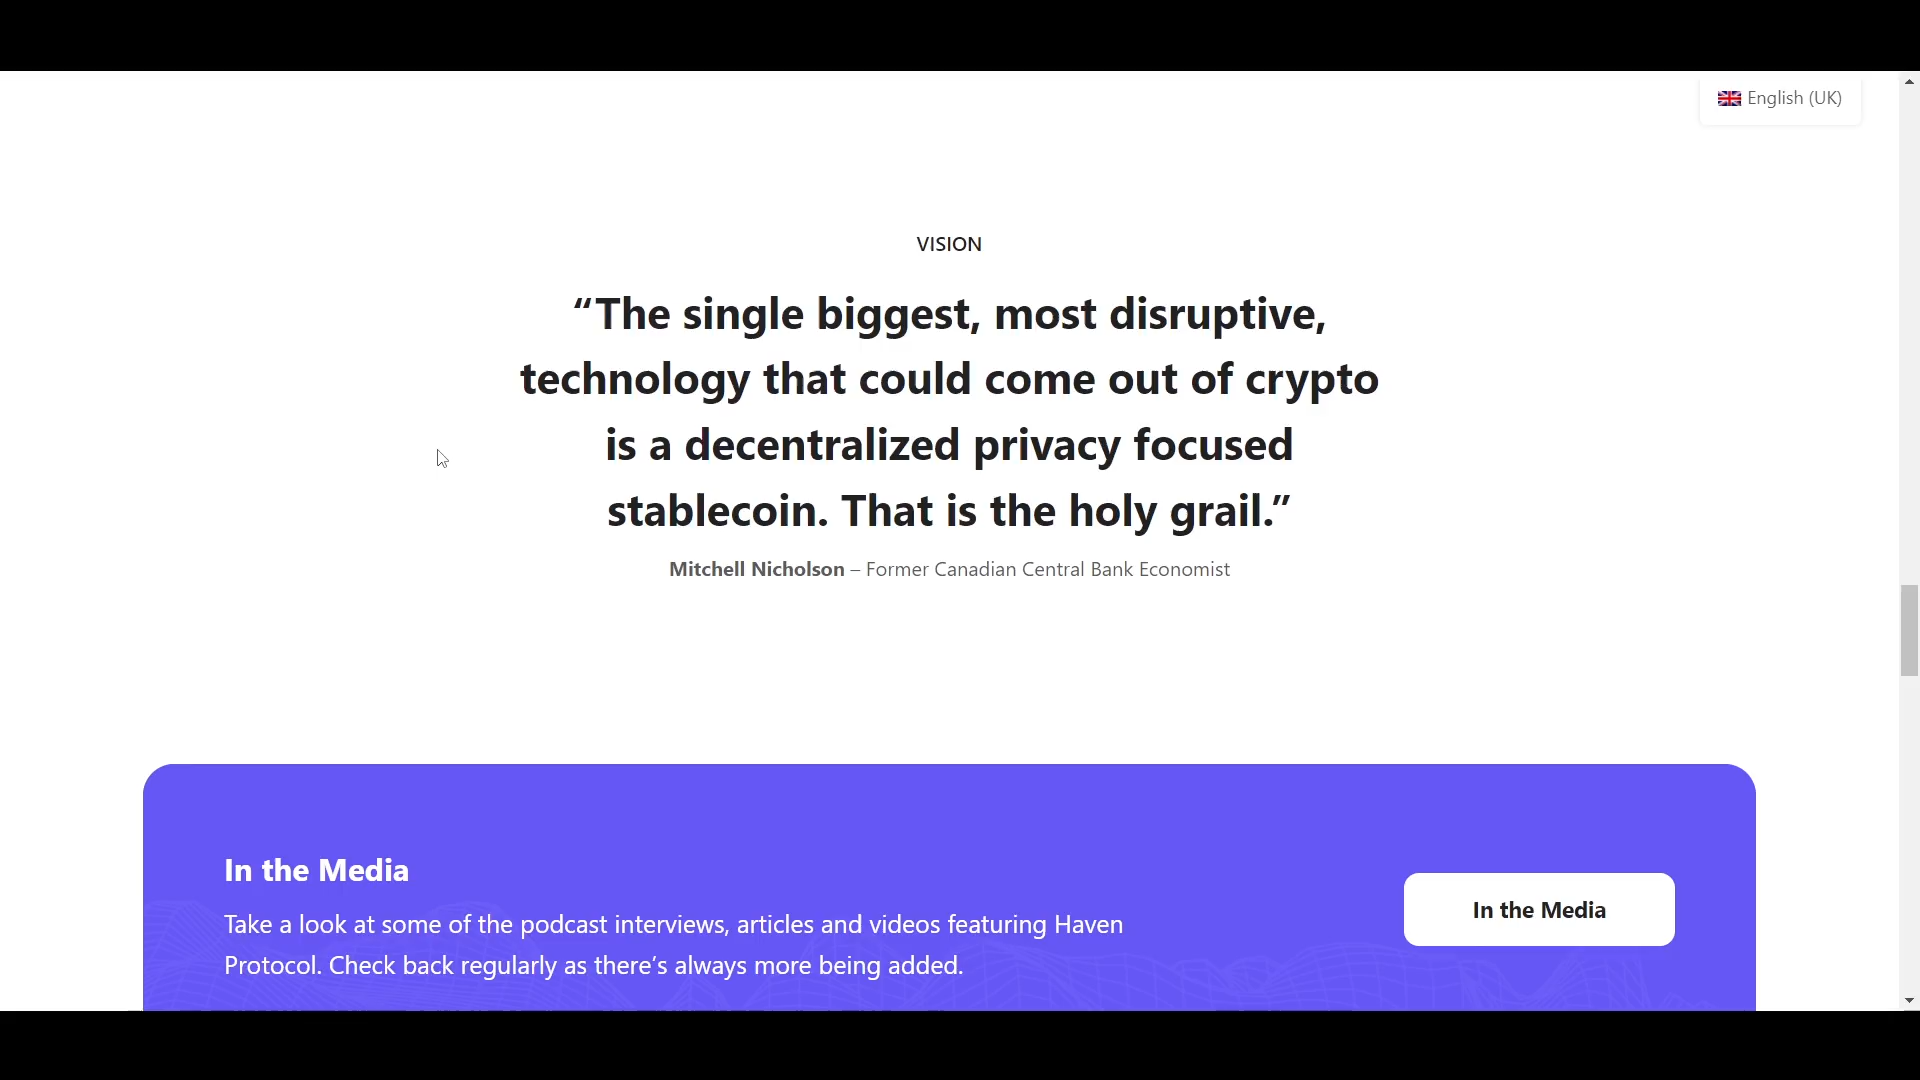 English (UK)
VISION
“The single biggest, most disruptive,
technology that could come out of crypto
is a decentralized privacy focused
stablecoin. That is the holy grail.”
Mitchell Nicholson – Former Canadian Central Bank Economist
In the Media
Take a look at some of the podcast interviews, articles and videos featuring Haven
Protocol. Check back regularly as there’s always more being added.
In the Media